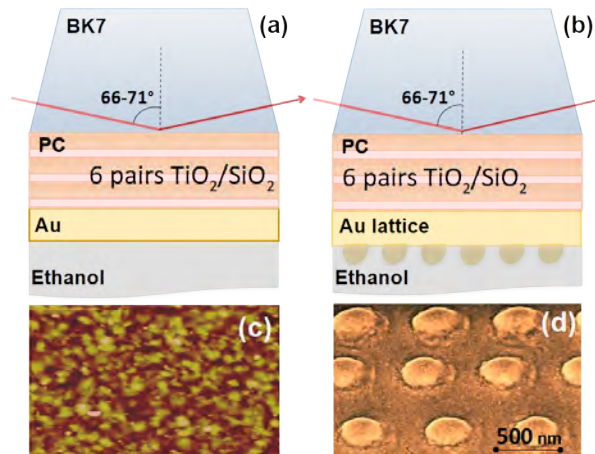 BK7
(a)
66-71°
PC
6 pairs TiO₂/SiO₂
Au
Ethanol
BK7
(b)
66-71°
PC
6 pairs TiO₂/SiO₂
Au lattice
Ethanol
(c)
(d)
500 nm